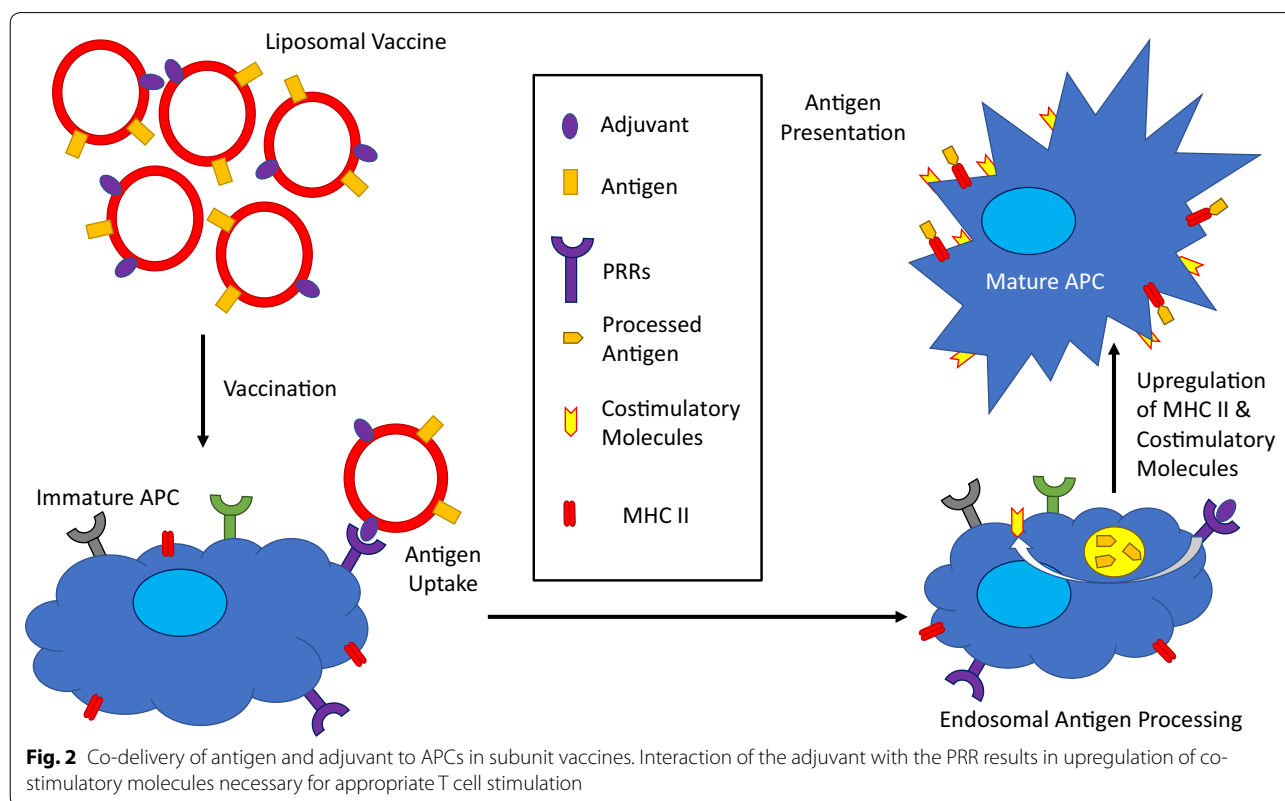 Liposomal Vaccine
Vaccination
Immature APC
Antigen
Uptake
Adjuvant
Antigen
PRRs
Processed
Antigen
Costimulatory
Molecules
MHC II
Antigen
Presentation
Mature APC
Upregulation
of MHC II &
Costimulatory
Molecules
Endosomal Antigen Processing
Fig. 2 Co-delivery of antigen and adjuvant to APCs in subunit vaccines. Interaction of the adjuvant with the PRR results in upregulation of co-
stimulatory molecules necessary for appropriate T cell stimulation